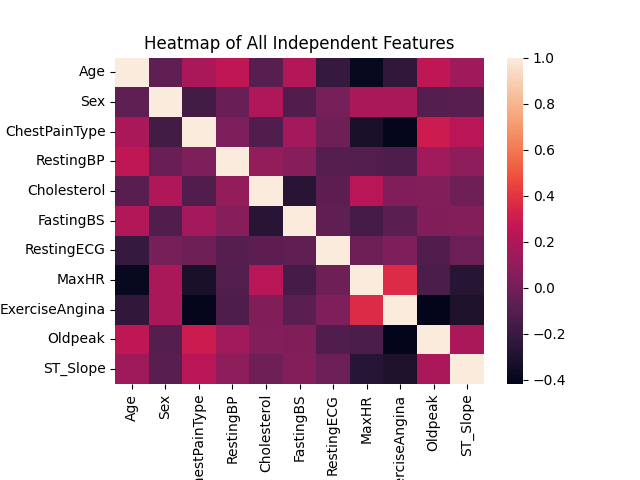 Heatmap of All Independent Features
Age
Sex
ChestPainType
RestingBP
Cholesterol
FastingBS
RestingECG
MaxHR
ExerciseAngina
Oldpeak
ST_Slope
Age
Sex
hestPainType
RestingBP
Cholesterol
FastingBS
RestingECG
MaxHR
erciseAngina
Oldpeak
ST_Slope
1.0
0.8
0.6
0.4
0.2
0.0
−0.2
−0.4